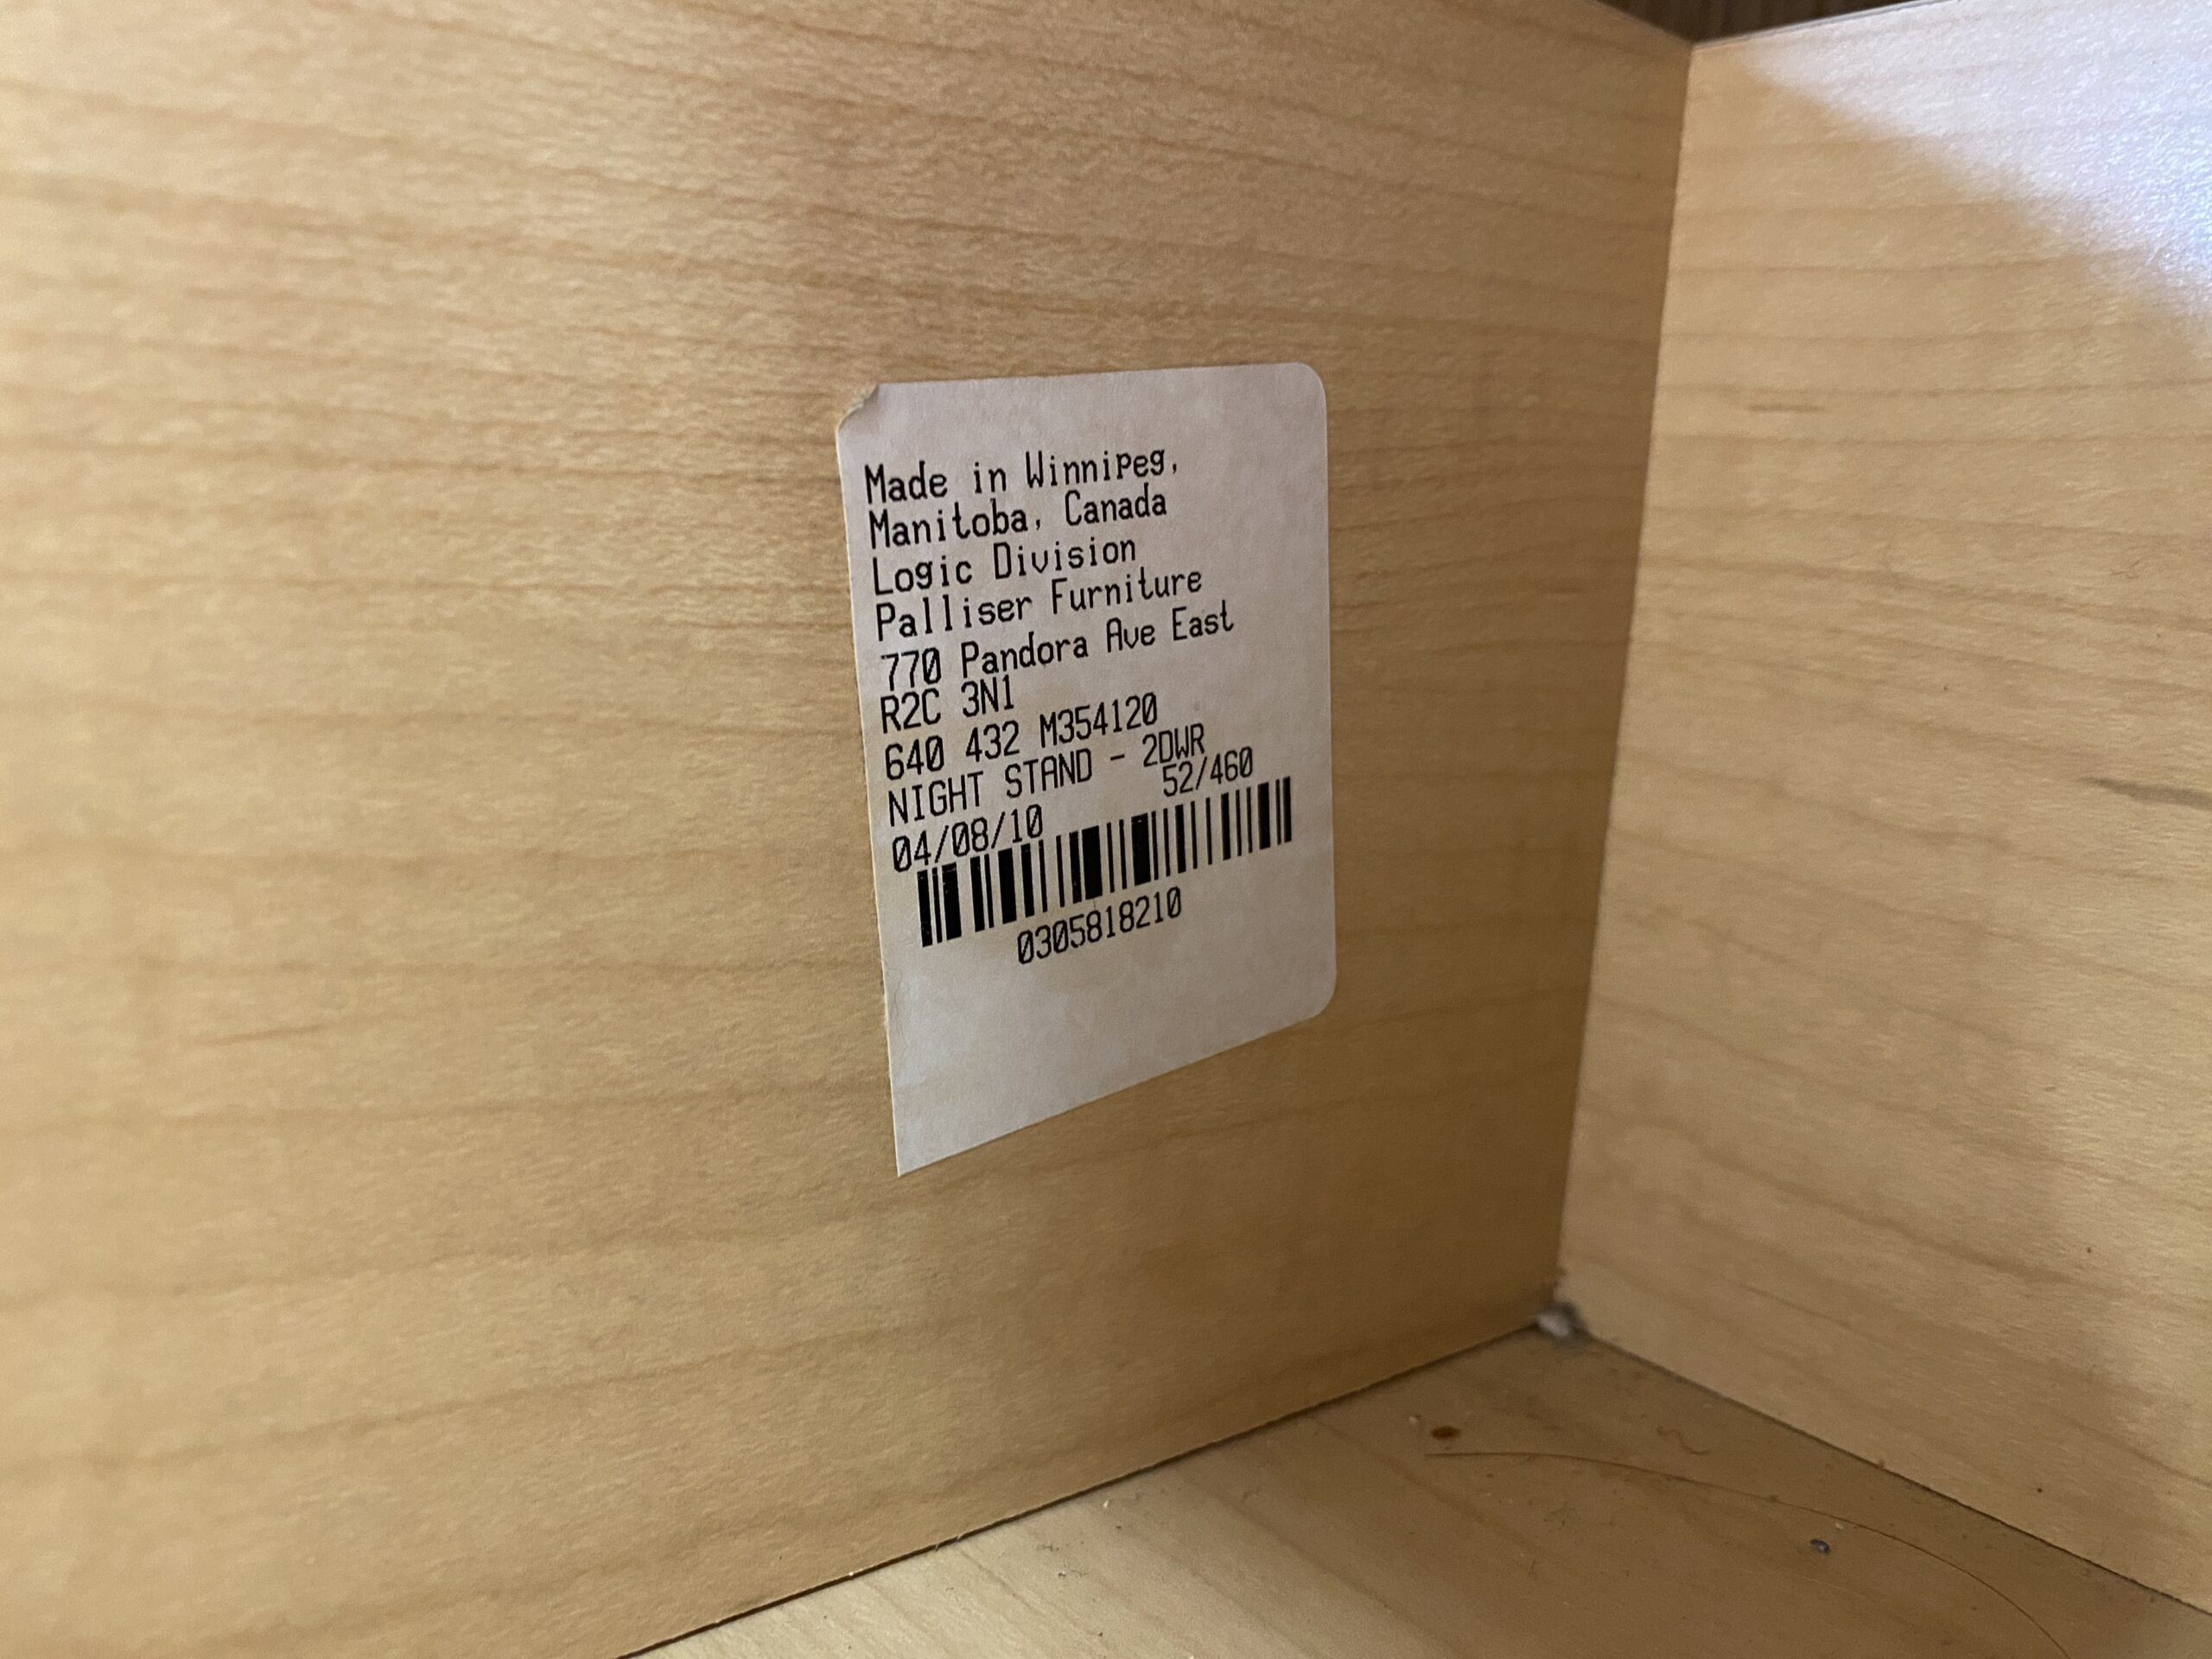 Made in Winnipeg,
Manitoba, Canada
Logic Division
Palliser Furniture
770 Pandora Ave East
R2C 3N1
640 432 M354120
NIGHT STAND - 2DWR
04/08/10 52/460
0305818210